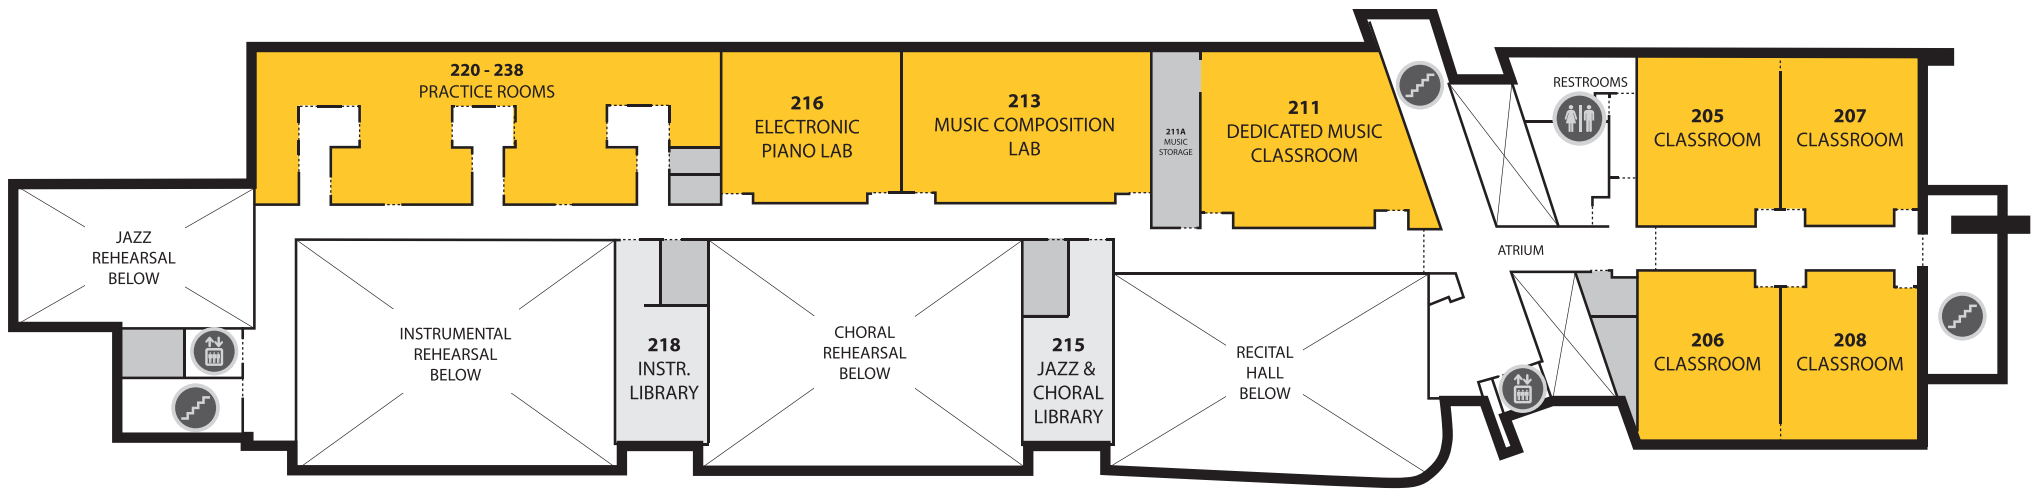 220 - 238
PRACTICE ROOMS
216
ELECTRONIC
PIANO LAB
213
MUSIC COMPOSITION
LAB
211A
MUSIC
STORAGE
211
DEDICATED MUSIC
CLASSROOM
RESTROOMS
205
CLASSROOM
207
CLASSROOM
JAZZ
REHEARSAL
BELOW
INSTRUMENTAL
REHEARSAL
BELOW
218
INSTR.
LIBRARY
CHORAL
REHEARSAL
BELOW
215
JAZZ &
CHORAL
LIBRARY
RECITAL
HALL
BELOW
ATRIUM
206
CLASSROOM
208
CLASSROOM